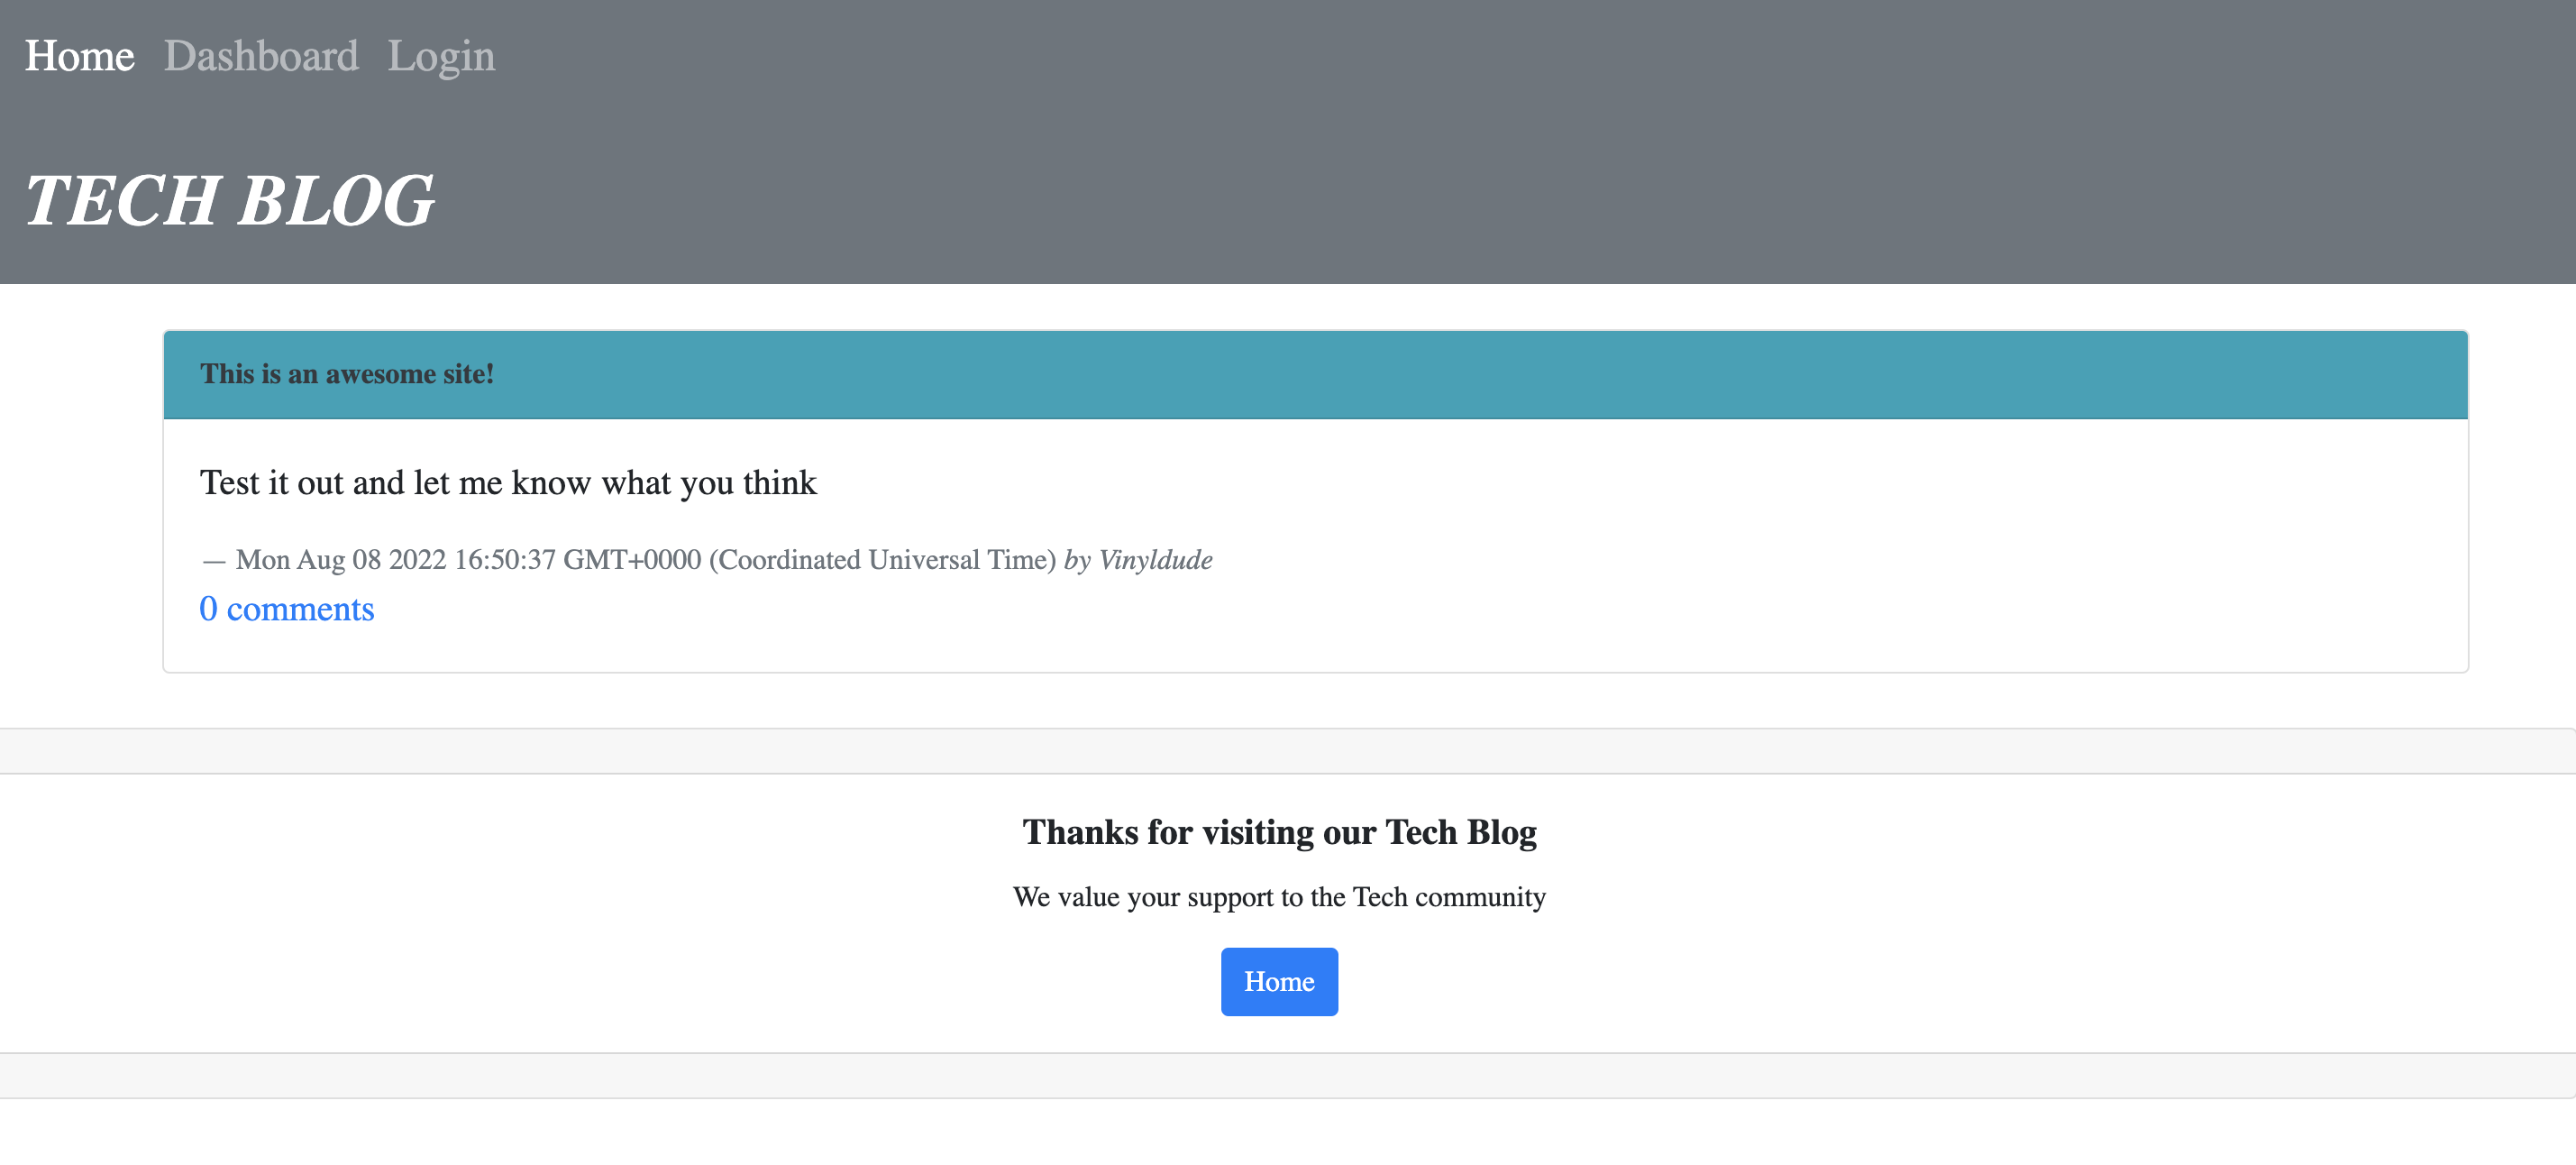 Home Dashboard Login
TECH BLOG
This is an awesome site!
Test it out and let me know what you think
— Mon Aug 08 2022 16:50:37 GMT+0000 (Coordinated Universal Time) by Vinyldude
0 comments
Thanks for visiting our Tech Blog
We value your support to the Tech community
Home